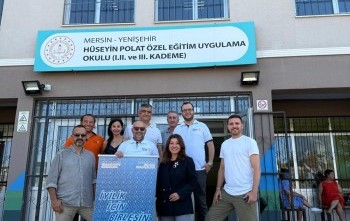 MERSİN - YENİŞEHİR
HÜSEYİN POLAT ÖZEL EĞİTİM UYGULAMA
OKULU (I.II. ve III. KADEME)
İYİLİK
İÇİN
BİRLEŞİN